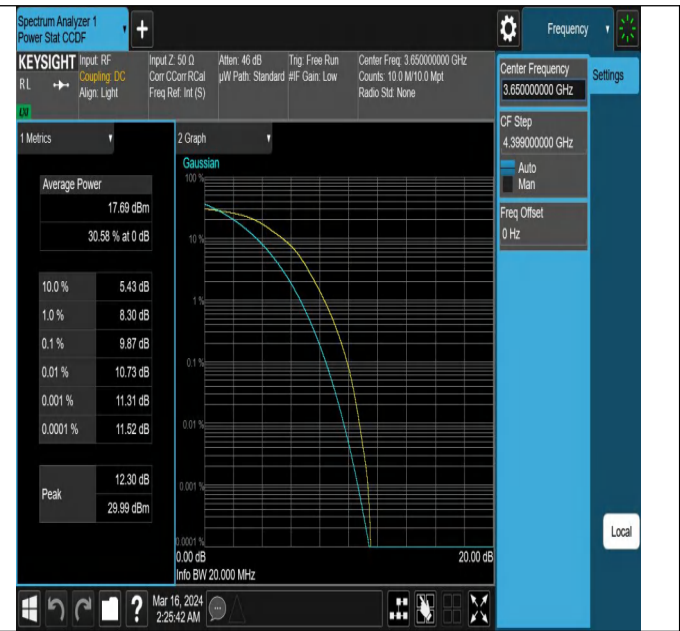 Spectrum Analyzer 1
Power Stat CCDF
+
Frequency
KEYSIGHT
RL
Input: RF
Coupling: DC
Align: Light
Input Z: 50 Ω
Corr CCorr RCal
Freq Ref: Int (S)
Atten: 46 dB
µW Path: Standard
Trig: Free Run
#IF Gain: Low
Center Freq: 3.650000000 GHz
Counts: 10.0 M/10.0 Mpt
Radio Std: None
Center Frequency
3.650000000 GHz
Settings
CF Step
4.399000000 GHz
Auto
Man
Freq Offset
0 Hz
1 Metrics
Average Power
17.69 dBm
30.58 % at 0 dB
10.0 % 5.43 dB
1.0 % 8.30 dB
0.1 % 9.87 dB
0.01 % 10.73 dB
0.001 % 11.31 dB
0.0001 % 11.52 dB
Peak
12.30 dB
29.99 dBm
2 Graph
Gaussian
100 %
10 %
1 %
0.1 %
0.01 %
0.001 %
0.0001 %
0.00 dB 20.00 dB
Info BW 20.000 MHz
Local
?
Mar 16, 2024
2:25:42 AM